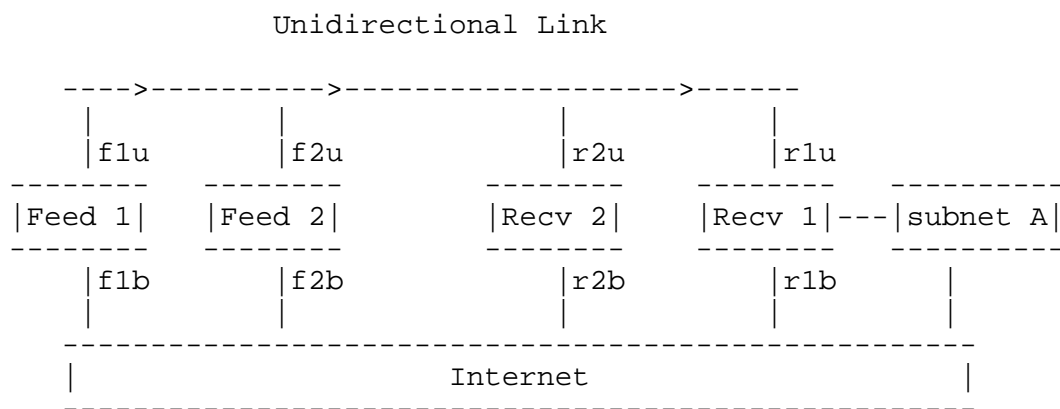 Unidirectional Link
---->---------->------------------->------
| | | |
|f1u |f2u |r2u |r1u
-------- -------- -------- -------- ----------
|Feed 1| |Feed 2| |Recv 2| |Recv 1|---|subnet A|
-------- -------- -------- -------- ----------
|f1b |f2b |r2b |r1b |
| | | | |
----------------------------------------------------
| Internet |
----------------------------------------------------